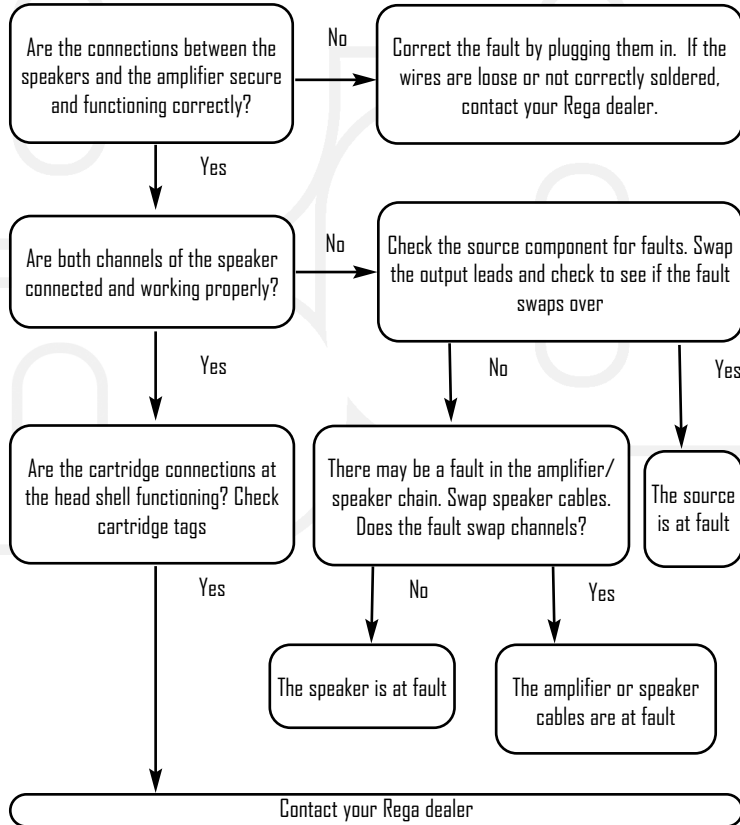 Are the connections between the
speakers and the amplifier secure
and functioning correctly?
No
Correct the fault by plugging them in.  If the
wires are loose or not correctly soldered,
contact your Rega dealer.
Yes
Are both channels of the speaker
connected and working properly?
No
Check the source component for faults. Swap
the output leads and check to see if the fault
swaps over
Yes
No
Yes
Are the cartridge connections at
the head shell functioning? Check
cartridge tags
There may be a fault in the amplifier/
speaker chain. Swap speaker cables.
Does the fault swap channels?
The source
is at fault
Yes
No
Yes
The speaker is at fault
The amplifier or speaker
cables are at fault
Contact your Rega dealer